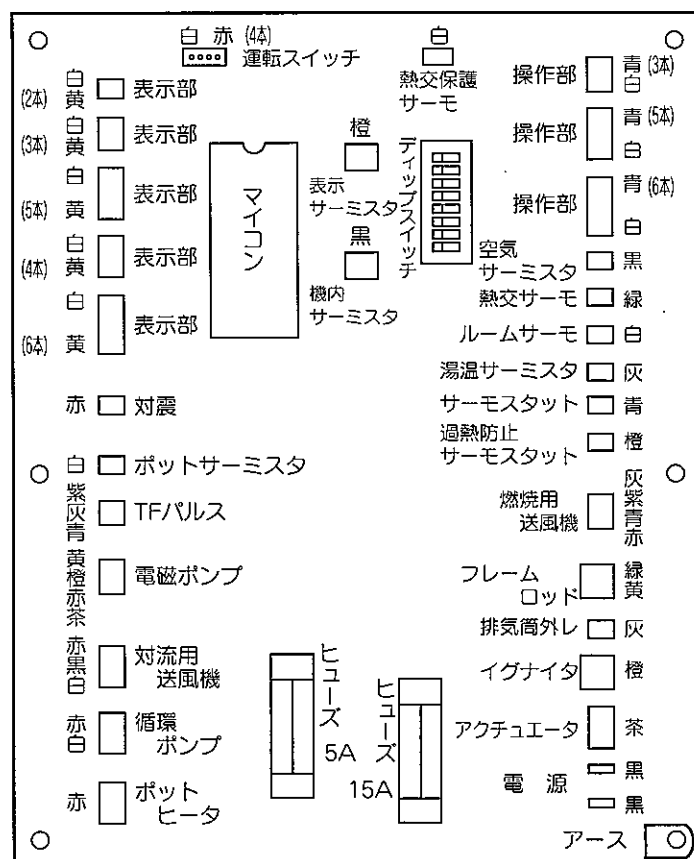 白 赤 (4本)
運転スイッチ
白
熱交保護
サーモ
白
黄
(2本)
表示部
白
黄
(3本)
表示部
白
黄
(5本)
表示部
白
黄
(4本)
表示部
白
黄
(6本)
表示部
マイコン
橙
表示
サーミスタ
黒
機内
サーミスタ
ディップスイッチ
操作部
青 (3本)
白
操作部
青 (5本)
白
操作部
青 (6本)
白
空気
サーミスタ
黒
熱交サーモ
緑
ルームサーモ
白
湯温サーミスタ
灰
サーモスタット
青
過熱防止
サーモスタット
橙
燃焼用
送風機
灰紫青赤
フレーム
ロッド
緑黄
排気筒外レ
灰
イグナイタ
橙
アクチュエータ
茶
電 源
黒
黒
アース
赤
対震
白
ポットサーミスタ
紫灰青
TFパルス
黄橙赤茶
電磁ポンプ
赤黒白
対流用
送風機
赤白
循環
ポンプ
赤
ポット
ヒータ
ヒューズ
5A
ヒューズ
15A